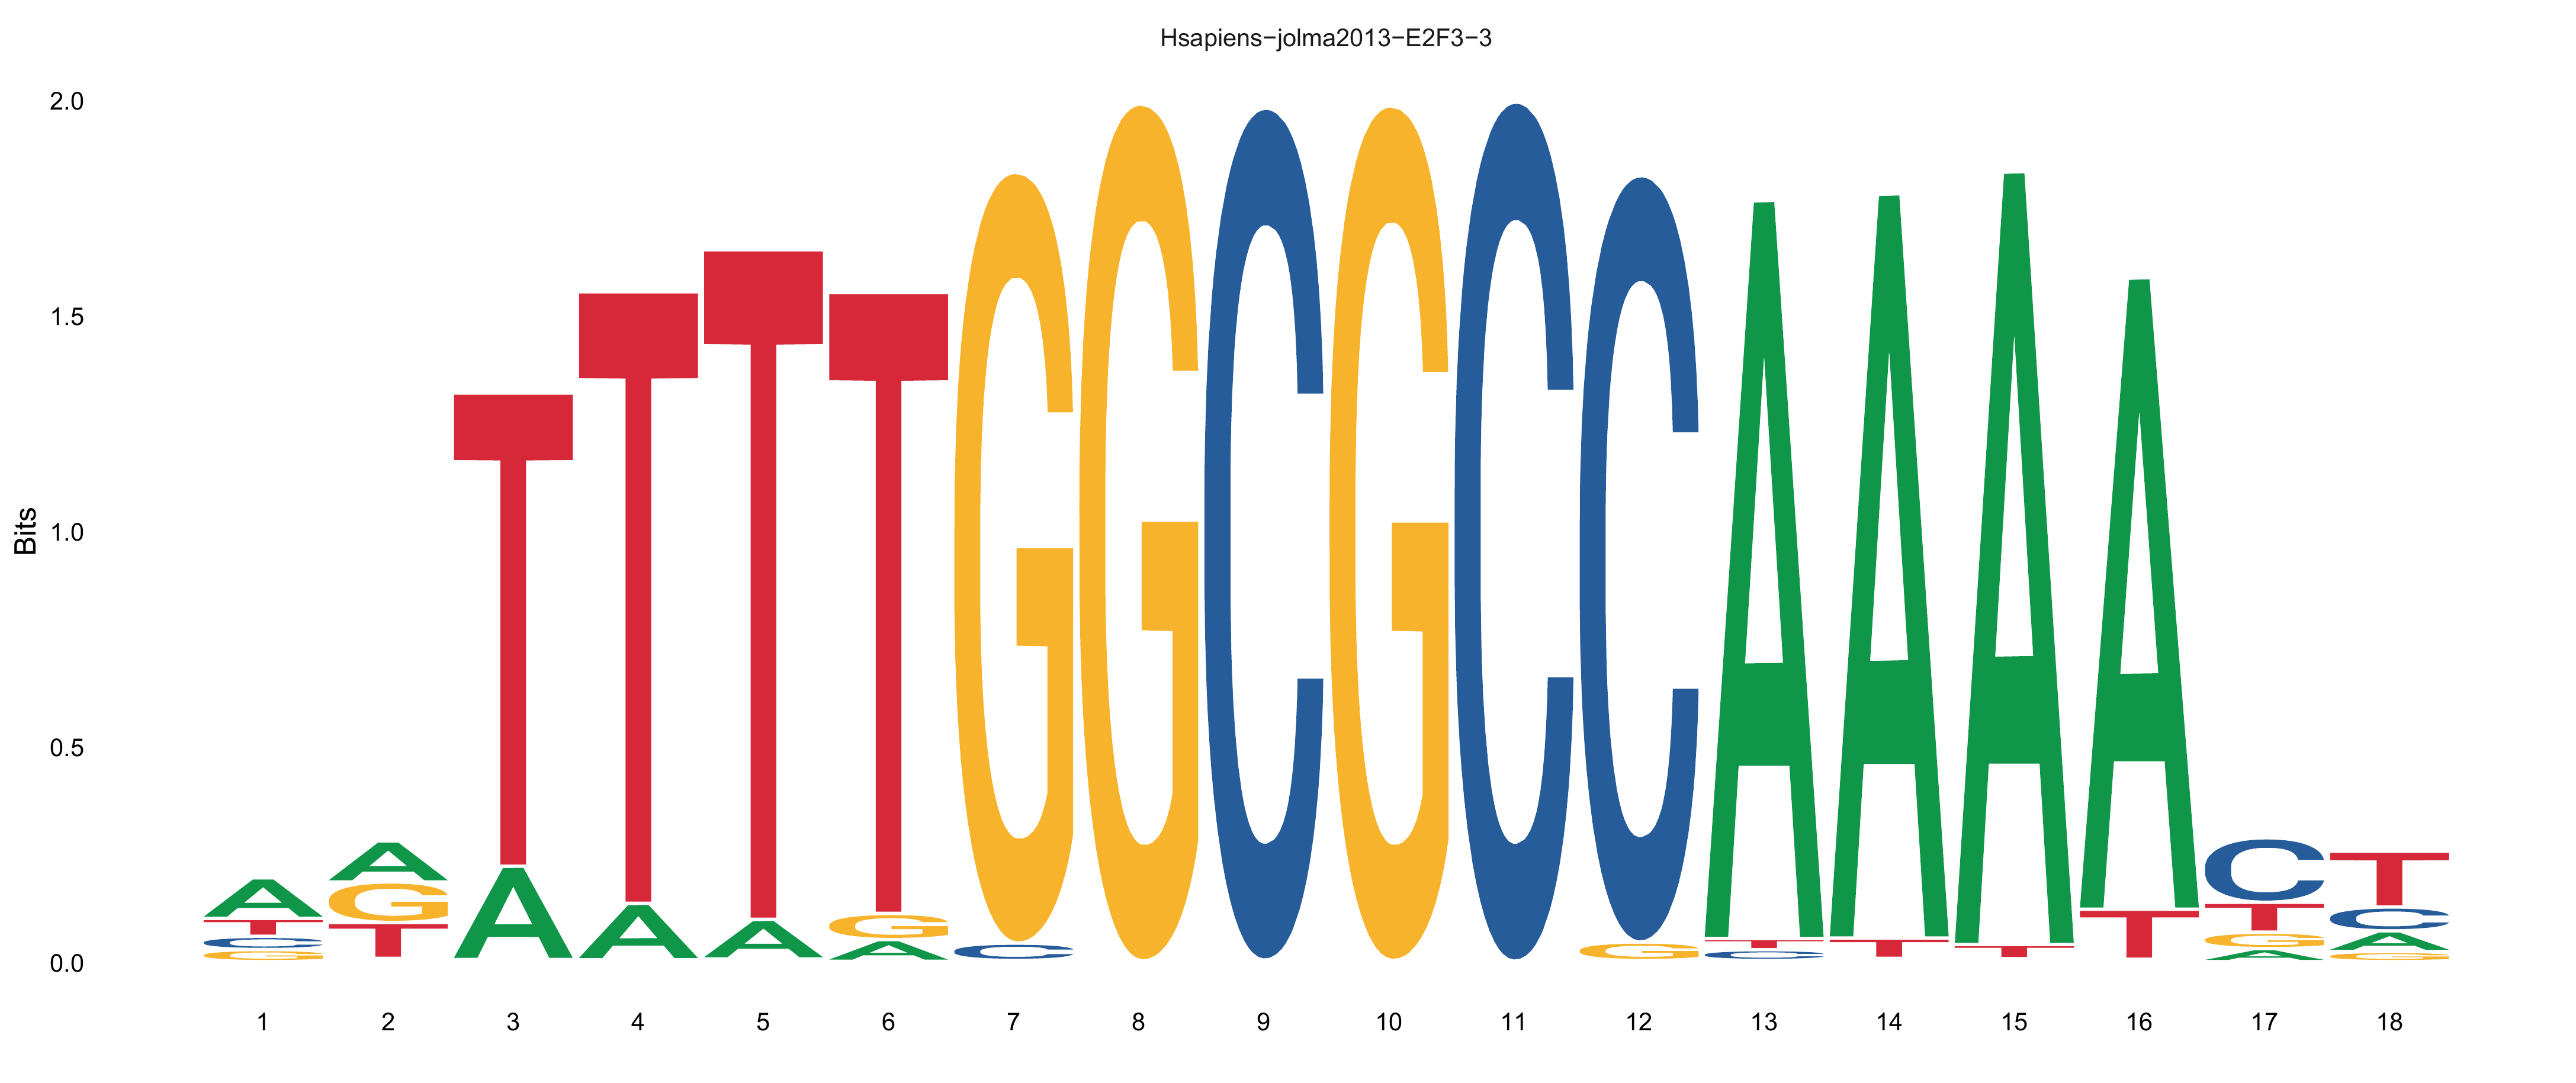 Hsapiens−jolma2013−E2F3−3
2.0
1.5
1.0
0.5
0.0
Bits
A T C G
A G T
T A
T A
T A
T G A
G C
G
C
G
C
C G
A T C
A T
A T
A T
C T G A
T C A G
1 2 3 4 5 6 7 8 9 10 11 12 13 14 15 16 17 18